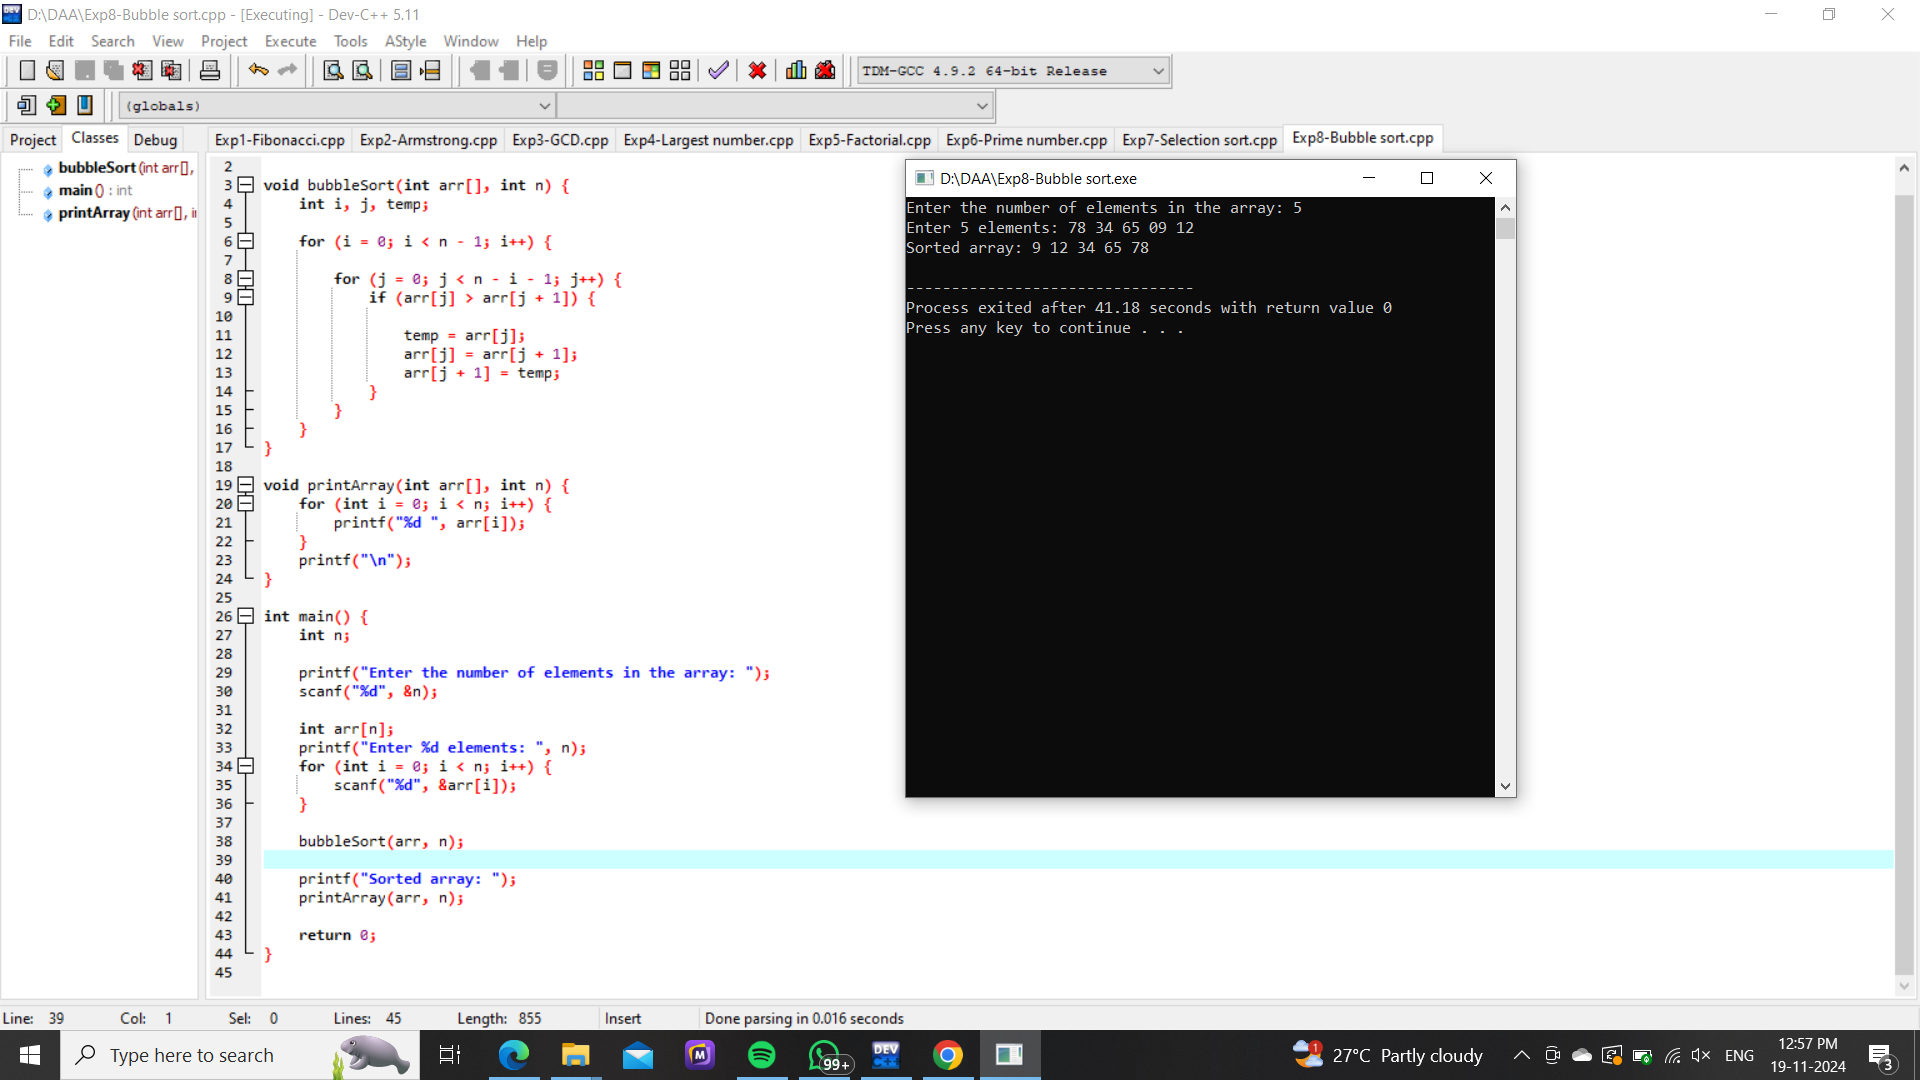 D:\DAA\Exp8-Bubble sort.cpp - [Executing] - Dev-C++ 5.11
File Edit Search View Project Execute Tools AStyle Window Help
TDM-GCC 4.9.2 64-bit Release
(globals)
Project Classes Debug
Exp1-Fibonacci.cpp Exp2-Armstrong.cpp Exp3-GCD.cpp Exp4-Largest number.cpp Exp5-Factorial.cpp Exp6-Prime number.cpp Exp7-Selection sort.cpp Exp8-Bubble sort.cpp
bubbleSort (int arr[],
main () : int
printArray (int arr[], i
2
3 void bubbleSort(int arr[], int n) {
4 int i, j, temp;
5
6 for (i = 0; i < n - 1; i++) {
7
8 for (j = 0; j < n - i - 1; j++) {
9 if (arr[j] > arr[j + 1]) {
10
11 temp = arr[j];
12 arr[j] = arr[j + 1];
13 arr[j + 1] = temp;
14 }
15 }
16 }
17 }
18
19 void printArray(int arr[], int n) {
20 for (int i = 0; i < n; i++) {
21 printf("%d ", arr[i]);
22 }
23 printf("\n");
24 }
25
26 int main() {
27 int n;
28
29 printf("Enter the number of elements in the array: ");
30 scanf("%d", &n);
31
32 int arr[n];
33 printf("Enter %d elements: ", n);
34 for (int i = 0; i < n; i++) {
35 scanf("%d", &arr[i]);
36 }
37
38 bubbleSort(arr, n);
39
40 printf("Sorted array: ");
41 printArray(arr, n);
42
43 return 0;
44 }
45
D:\DAA\Exp8-Bubble sort.exe
Enter the number of elements in the array: 5
Enter 5 elements: 78 34 65 09 12
Sorted array: 9 12 34 65 78
--------------------------------
Process exited after 41.18 seconds with return value 0
Press any key to continue . . .
Line: 39 Col: 1 Sel: 0 Lines: 45 Length: 855 Insert Done parsing in 0.016 seconds
Type here to search
99+
DEV
C++
M
1
27°C Partly cloudy
ENG
12:57 PM
19-11-2024
3